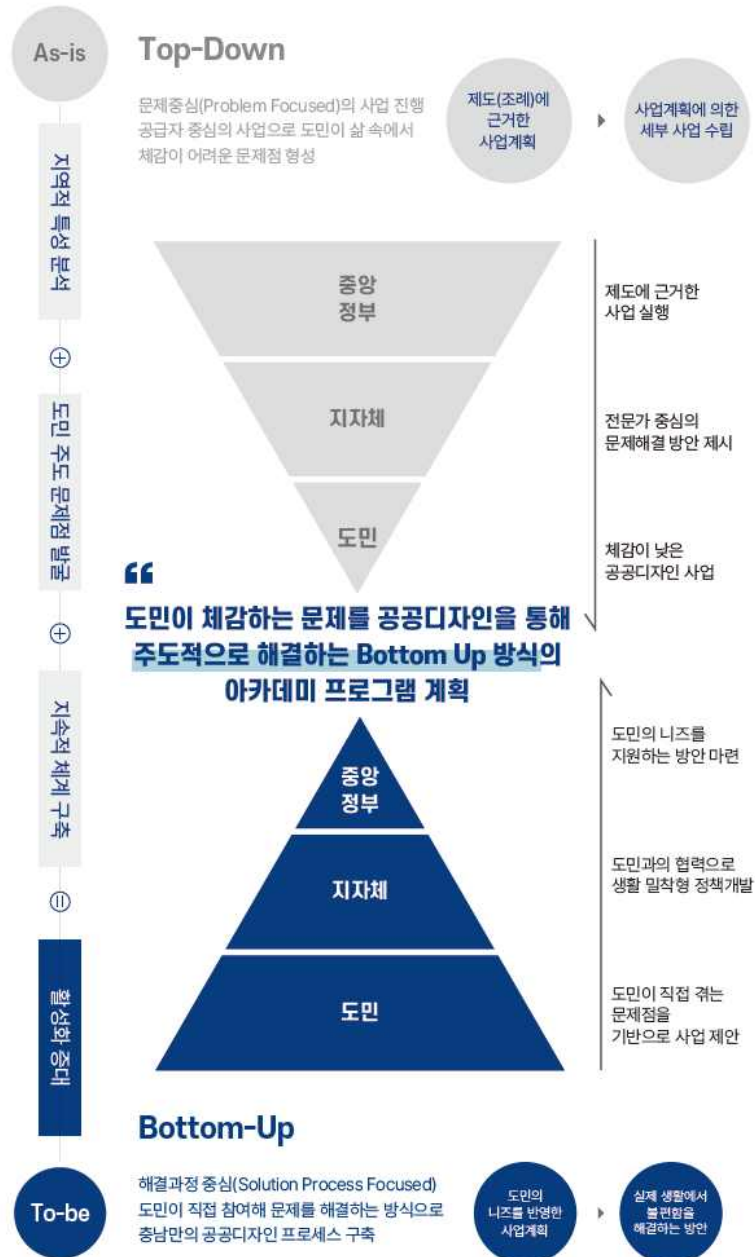 As-is
Top-Down
문제중심(Problem Focused)의 사업 진행
공급자 중심의 사업으로 도민이 삶 속에서
체감이 어려운 문제점 형성
제도(조례)에
근거한
사업계획
사업계획에 의한
세부 사업 수립
지역적 특성 분석
도민 주도 문제점 발굴
지속적 체계 구축
활성화 증대
중앙
정부
지자체
도민
제도에 근거한
사업 실행
전문가 중심의
문제해결 방안 제시
체감이 낮은
공공디자인 사업
“
도민이 체감하는 문제를 공공디자인을 통해
주도적으로 해결하는 Bottom Up 방식의
아카데미 프로그램 계획
중앙
정부
지자체
도민
도민의 니즈를
지원하는 방안 마련
도민과의 협력으로
생활 밀착형 정책개발
도민이 직접 겪는
문제점을
기반으로 사업 제안
Bottom-Up
To-be
해결과정 중심(Solution Process Focused)
도민이 직접 참여해 문제를 해결하는 방식으로
충남만의 공공디자인 프로세스 구축
도민의
니즈를 반영한
사업계획
실제 생활에서
불편함을
해결하는 방안